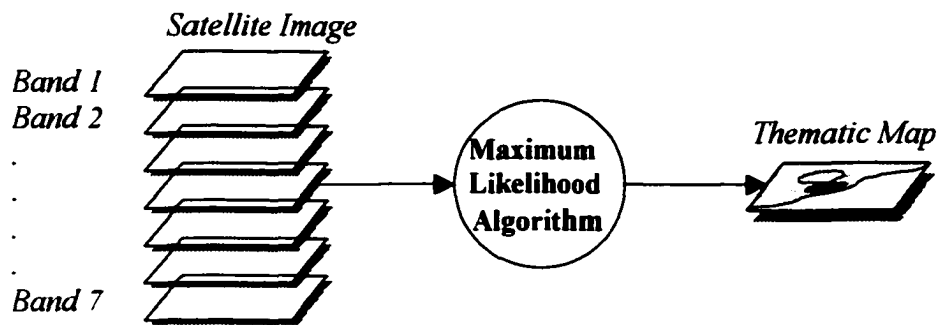 Satellite Image
Band 1
Band 2
.
.
.
.
Band 7
Maximum
Likelihood
Algorithm
Thematic Map